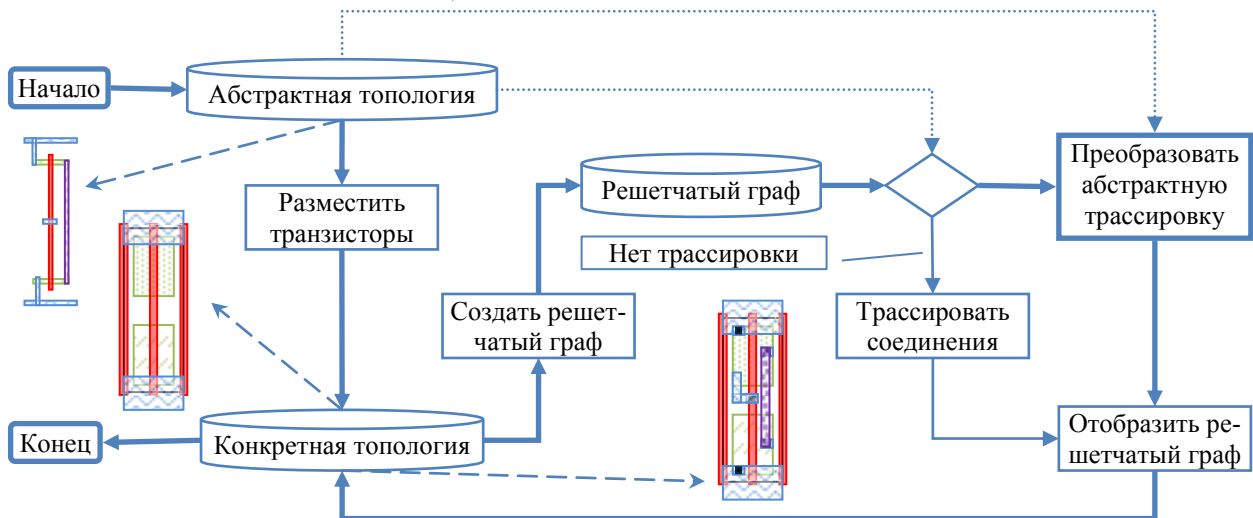 Начало
Абстрактная топология
Разместить
транзисторы
Решетчатый граф
Преобразовать
абстрактную
трассировку
Нет трассировки
Создать решет-
чатый граф
Трассировать
соединения
Конец
Конкретная топология
Отобразить ре-
шетчатый граф